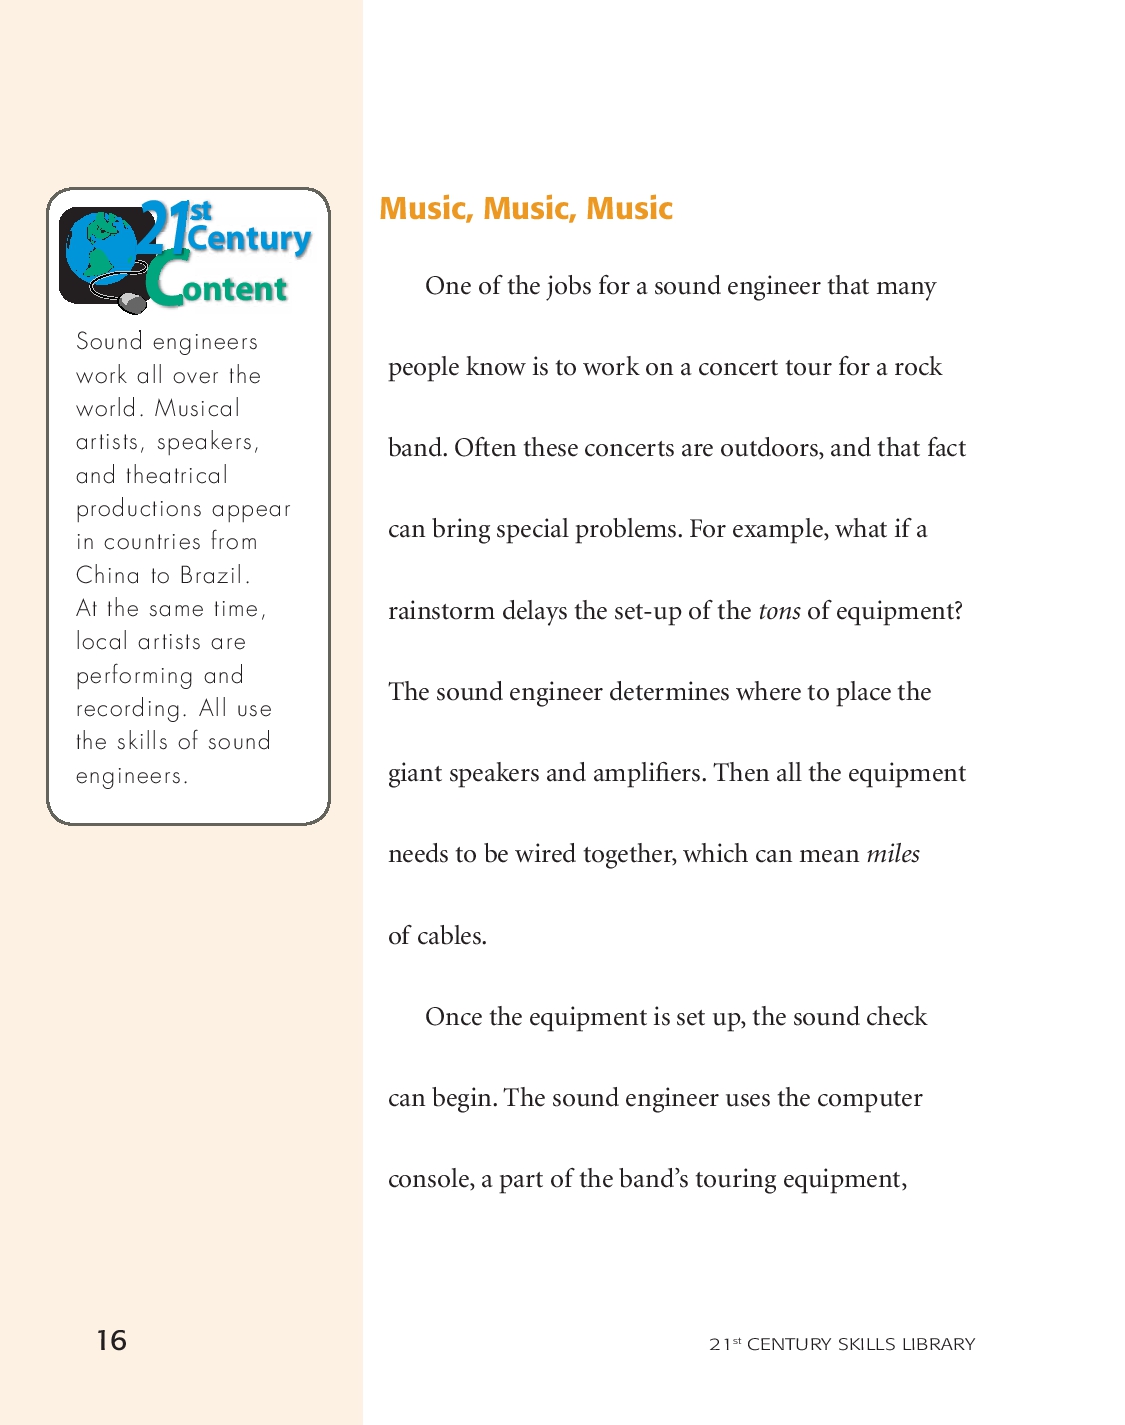 21st
Century
Content
Sound engineers
work all over the
world. Musical
artists, speakers,
and theatrical
productions appear
in countries from
China to Brazil.
At the same time,
local artists are
performing and
recording. All use
the skills of sound
engineers.
Music, Music, Music
One of the jobs for a sound engineer that many
people know is to work on a concert tour for a rock
band. Often these concerts are outdoors, and that fact
can bring special problems. For example, what if a
rainstorm delays the set-up of the tons of equipment?
The sound engineer determines where to place the
giant speakers and amplifiers. Then all the equipment
needs to be wired together, which can mean miles
of cables.
Once the equipment is set up, the sound check
can begin. The sound engineer uses the computer
console, a part of the band’s touring equipment,
16
21st CENTURY SKILLS LIBRARY